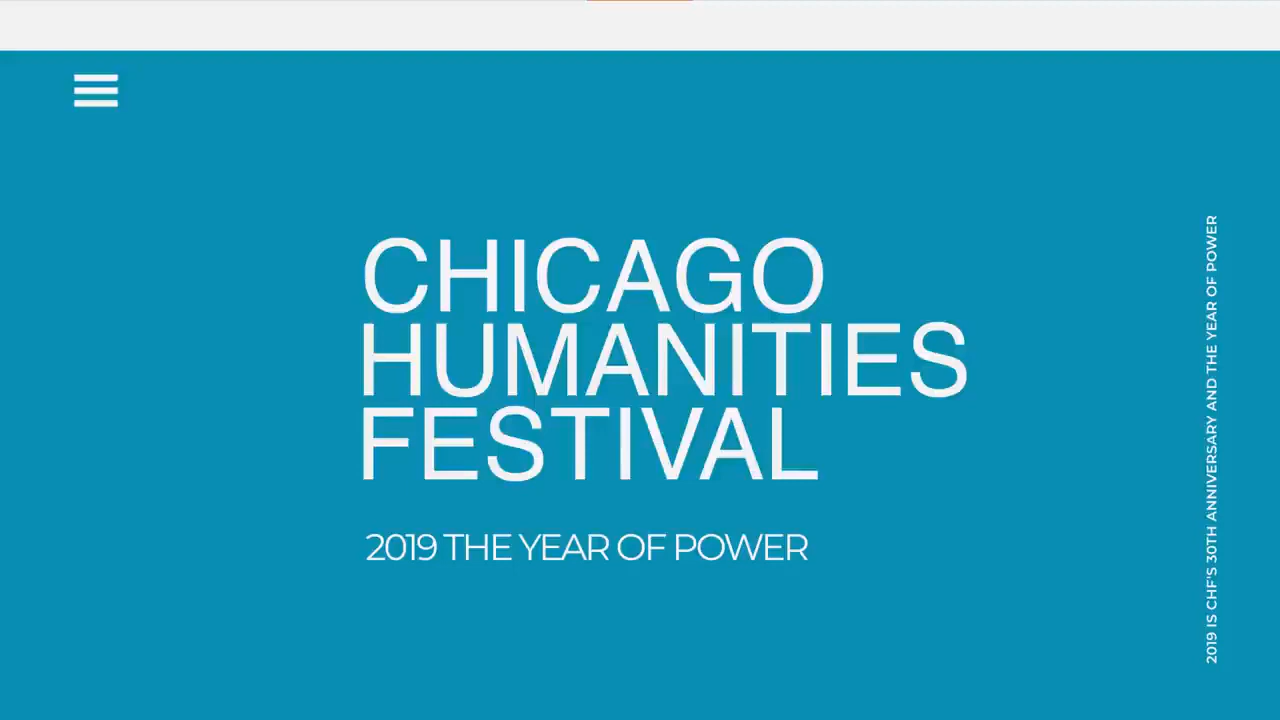 CHICAGO
HUMANITIES
FESTIVAL
2019 THE YEAR OF POWER
2019 IS CHF'S 30TH ANNIVERSARY AND THE YEAR OF POWER